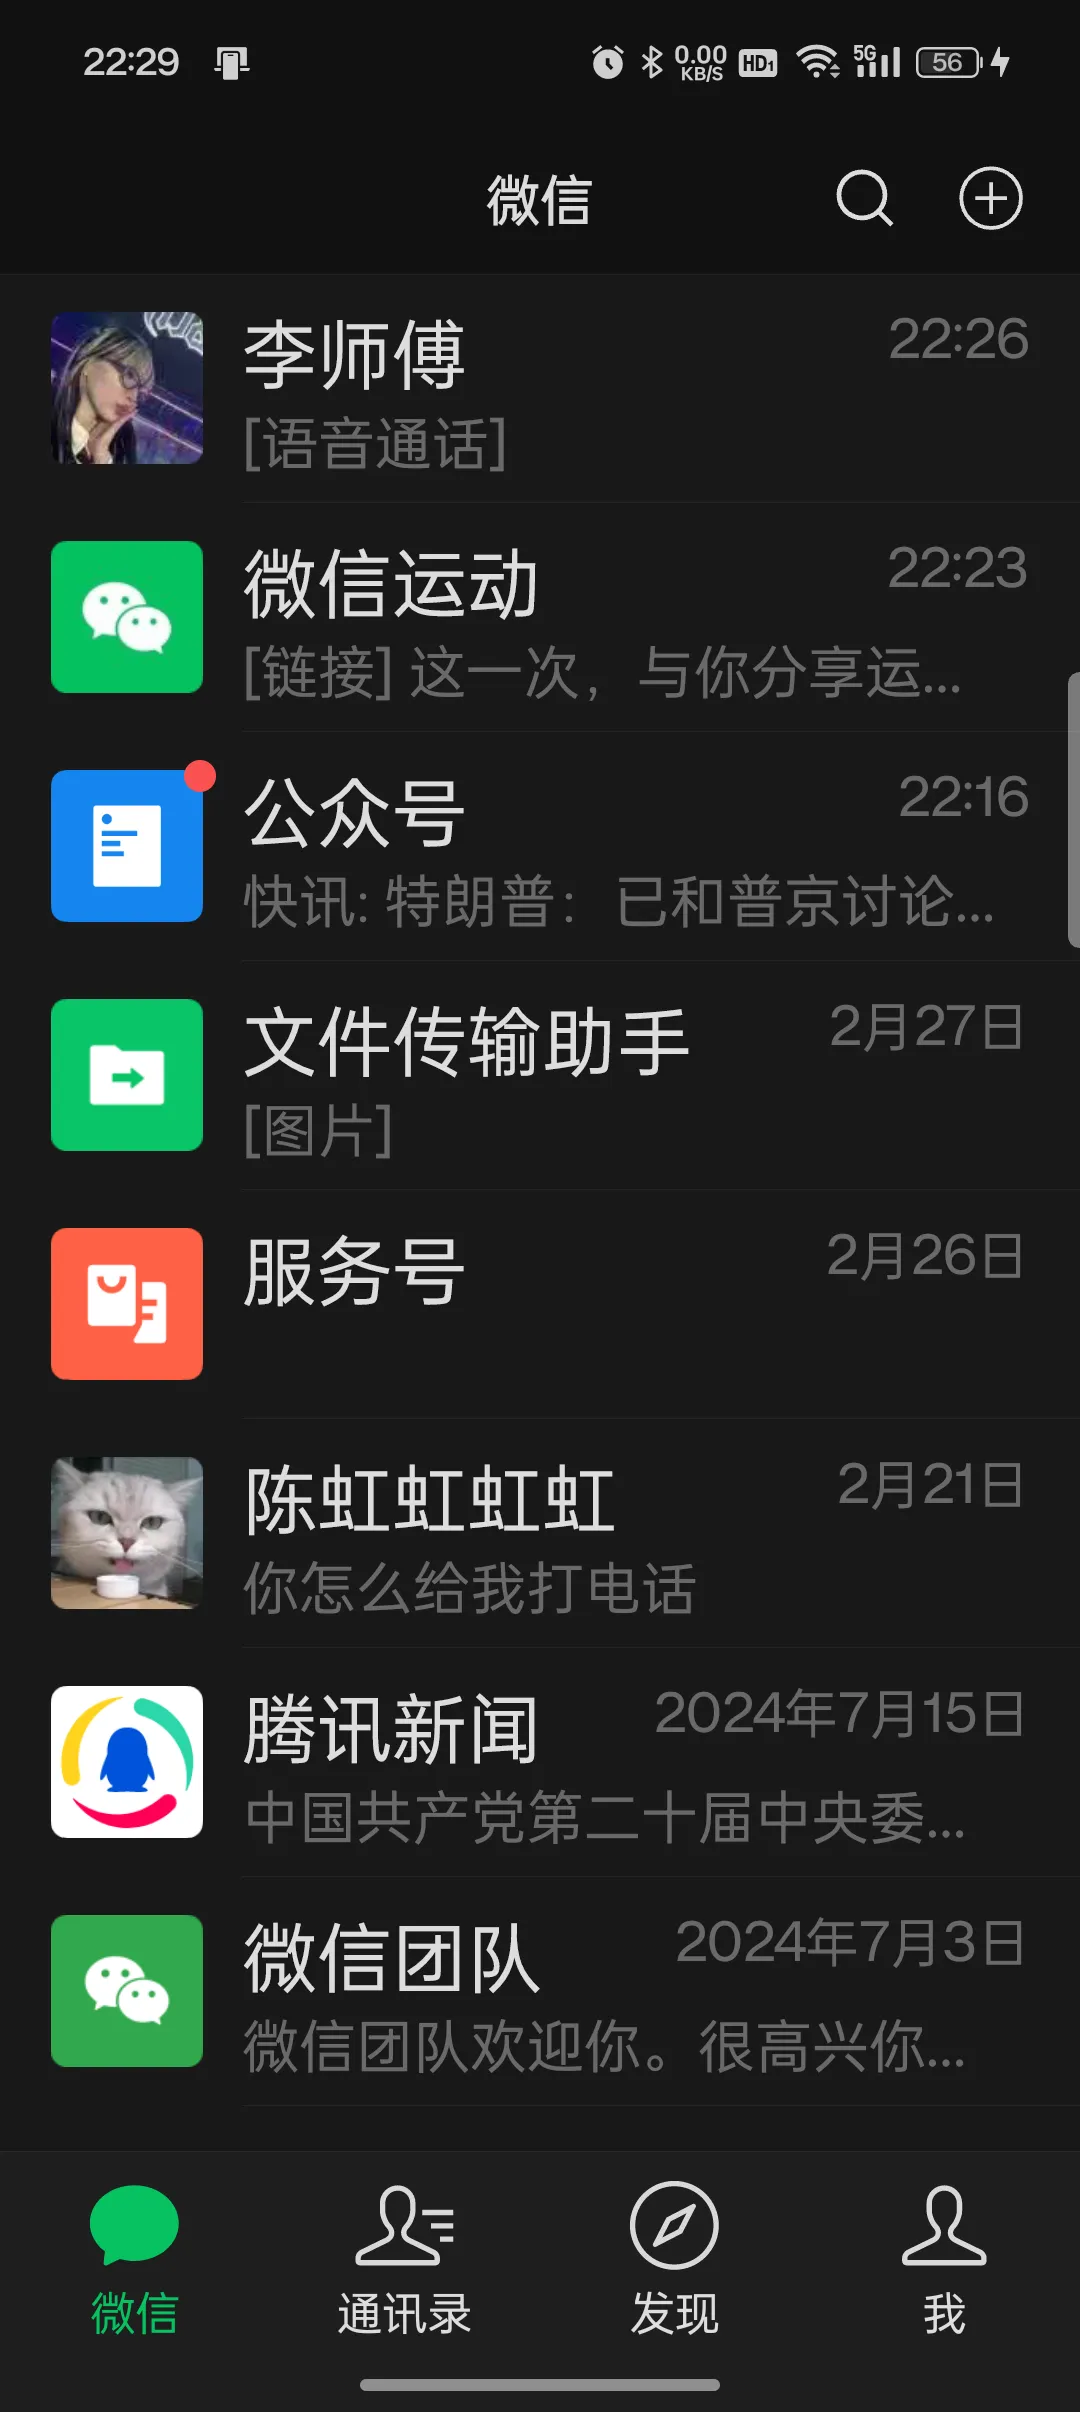 22:29
0.00 KB/S HD1 5G 56
微信
李师傅 22:26
[语音通话]
微信运动 22:23
[链接] 这一次，与你分享运...
公众号 22:16
快讯: 特朗普： 已和普京讨论...
文件传输助手 2月27日
[图片]
服务号 2月26日
陈虹虹虹虹 2月21日
你怎么给我打电话
腾讯新闻 2024年7月15日
中国共产党第二十届中央委...
微信团队 2024年7月3日
微信团队欢迎你。很高兴你...
微信 通讯录 发现 我